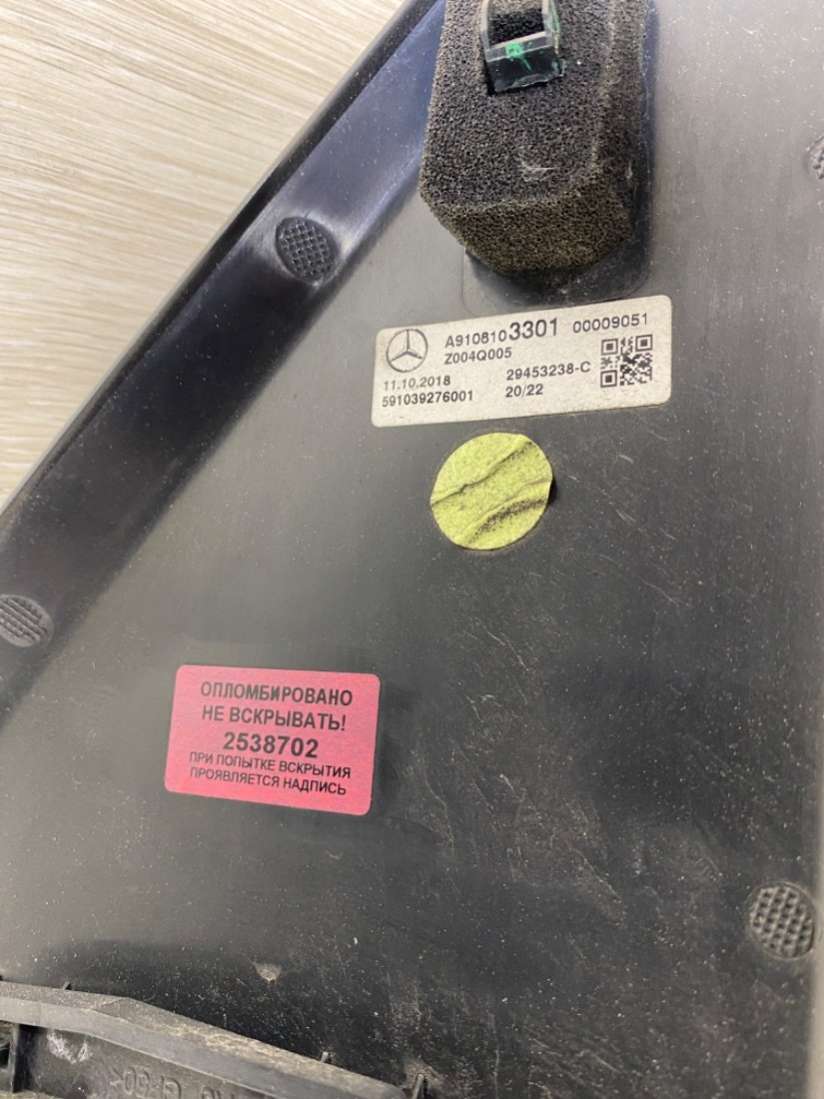 A9108103301 00009051
Z004Q005
11.10.2018 29453238-C
591039276001 20/22
ОПЛОМБИРОВАНО
НЕ ВСКРЫВАТЬ!
2538702
ПРИ ПОПЫТКЕ ВСКРЫТИЯ
ПРОЯВЛЯЕТСЯ НАДПИСЬ